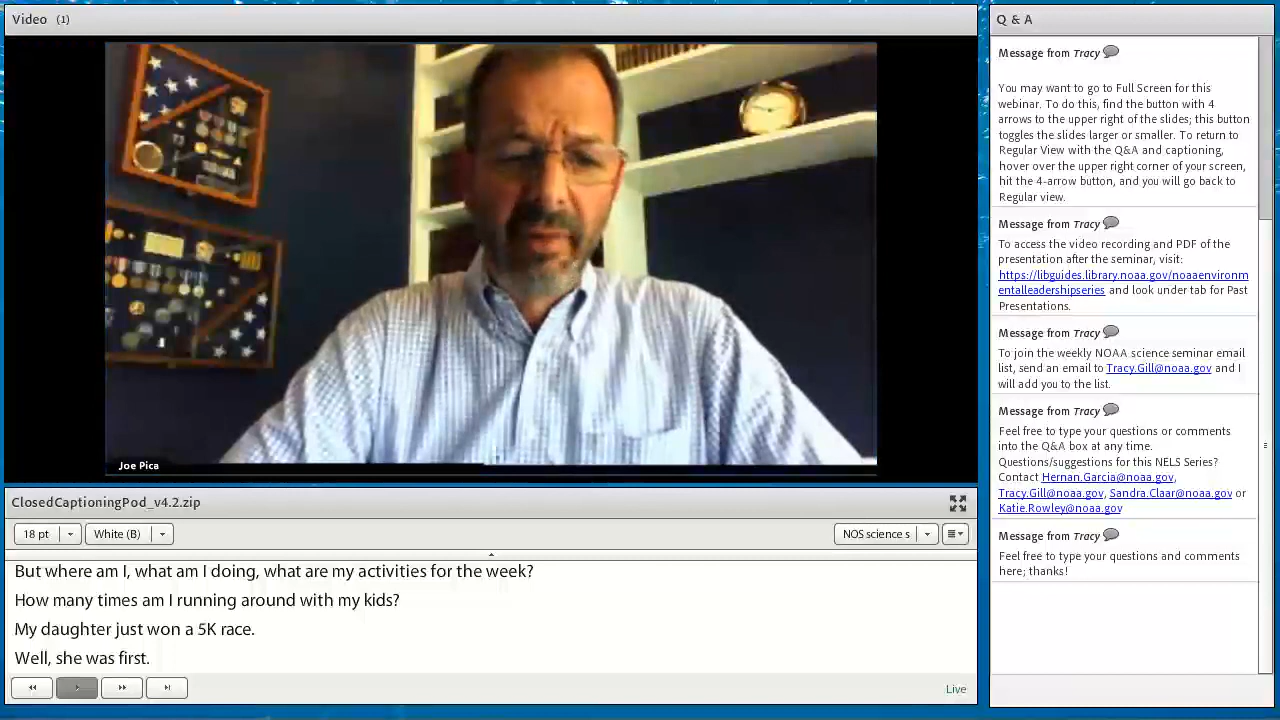 Video (1)
Joe Pica
ClosedCaptioningPod_v4.2.zip
18 pt
White (B)
NOS science s
But where am I, what am I doing, what are my activities for the week?
How many times am I running around with my kids?
My daughter just won a 5K race.
Well, she was first.
Live
Q & A
Message from Tracy
You may want to go to Full Screen for this
webinar. To do this, find the button with 4
arrows to the upper right of the slides; this button
toggles the slides larger or smaller. To return to
Regular View with the Q&A and captioning,
hover over the upper right corner of your screen,
hit the 4-arrow button, and you will go back to
Regular view.
Message from Tracy
To access the video recording and PDF of the
presentation after the seminar, visit:
https://libguides.library.noaa.gov/noaaenvironm
entalleadershipseries and look under tab for Past
Presentations.
Message from Tracy
To join the weekly NOAA science seminar email
list, send an email to Tracy.Gill@noaa.gov and I
will add you to the list.
Message from Tracy
Feel free to type your questions or comments
into the Q&A box at any time.
Questions/suggestions for this NELS Series?
Contact Hernan.Garcia@noaa.gov,
Tracy.Gill@noaa.gov, Sandra.Claar@noaa.gov or
Katie.Rowley@noaa.gov
Message from Tracy
Feel free to type your questions and comments
here; thanks!